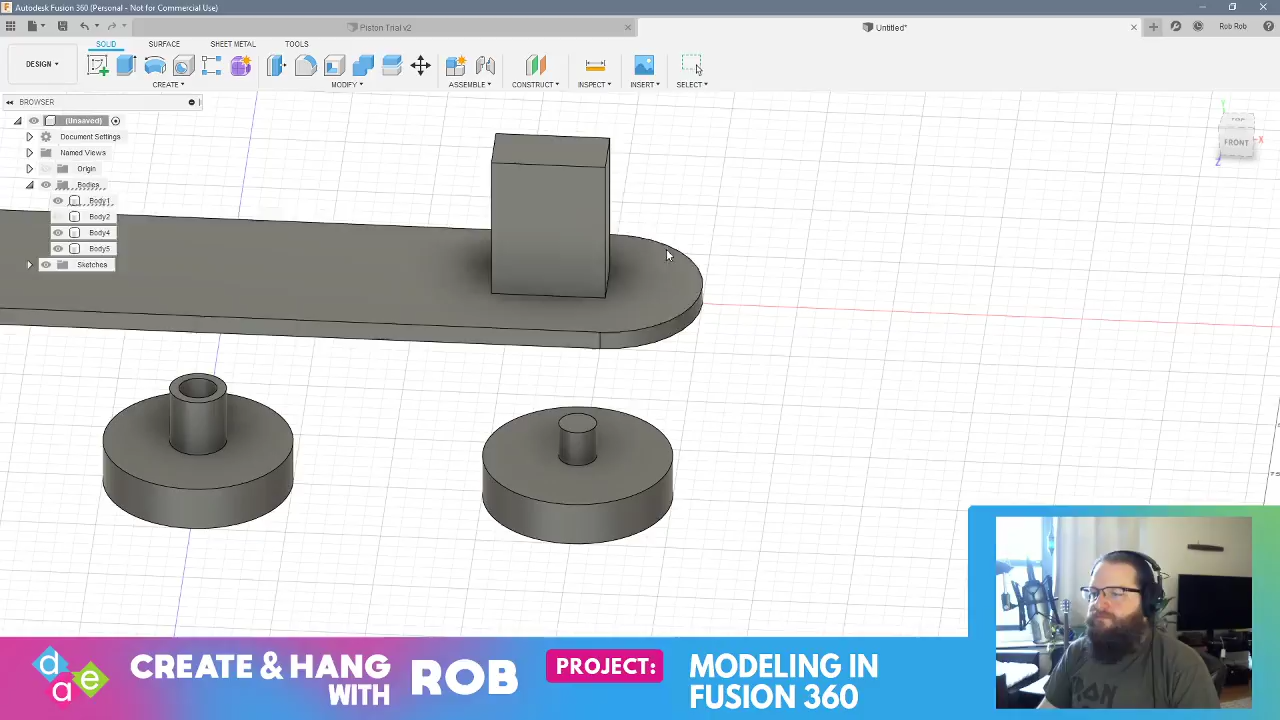 Autodesk Fusion 360 (Personal - Not for Commercial Use)
Piston Trial v2
Untitled*
Rob Rob
SOLID
SURFACE
SHEET METAL
TOOLS
DESIGN
CREATE
MODIFY
ASSEMBLE
CONSTRUCT
INSPECT
INSERT
SELECT
BROWSER
(Unsaved)
Document Settings
Named Views
Origin
Bodies
Body1
Body2
Body4
Body5
Sketches
Y
TOP
FRONT
X
Z
d
a e
CREATE & HANG
WITH
ROB
PROJECT:
MODELING IN
FUSION 360